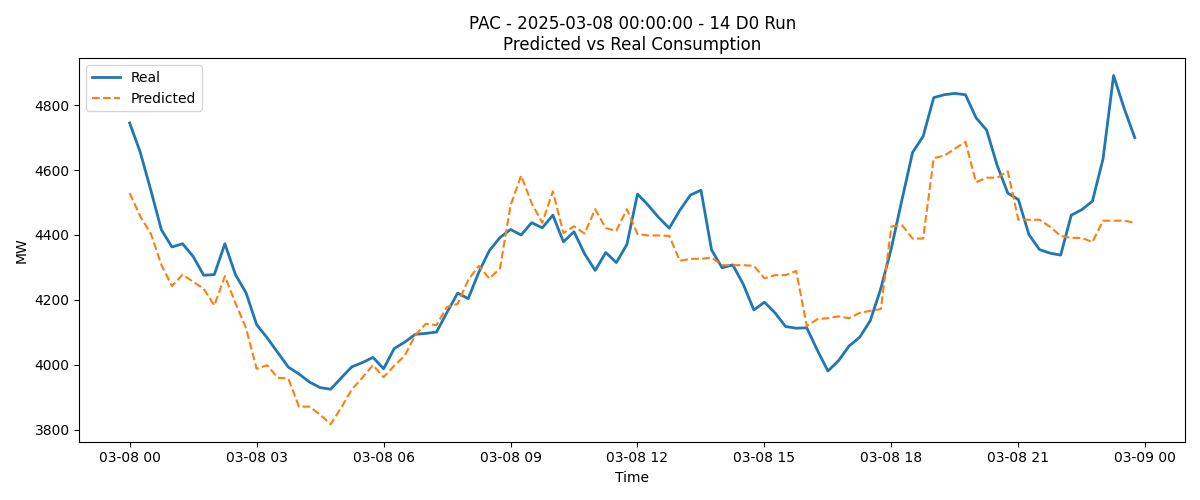 PAC - 2025-03-08 00:00:00 - 14 D0 Run
Predicted vs Real Consumption
Real
Predicted
MW
4800
4600
4400
4200
4000
3800
03-08 00
03-08 03
03-08 06
03-08 09
03-08 12
03-08 15
03-08 18
03-08 21
03-09 00
Time